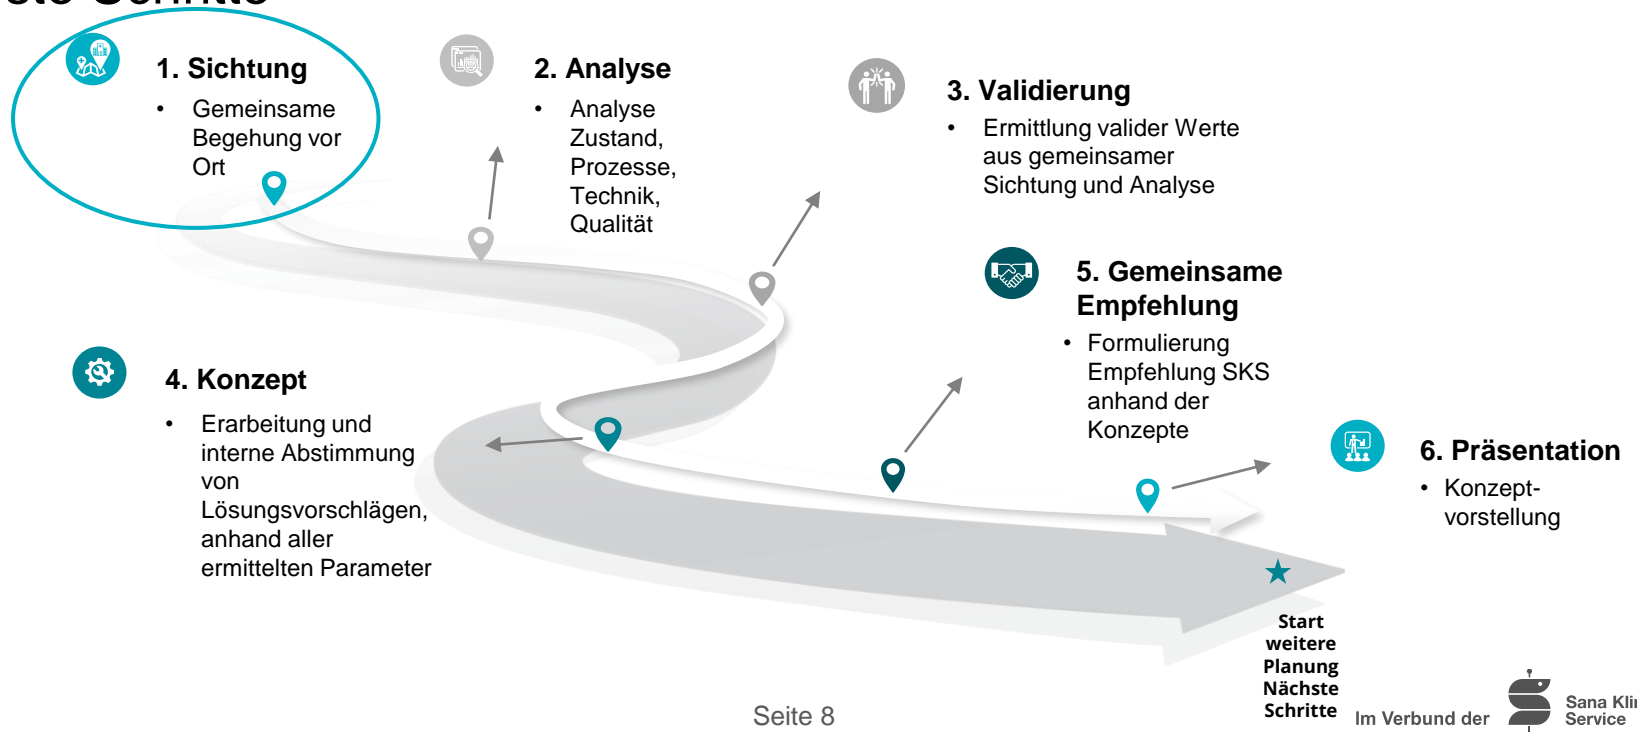 1. Sichtung
• Gemeinsame
Begehung vor
Ort
2. Analyse
• Analyse
Zustand,
Prozesse,
Technik,
Qualität
3. Validierung
• Ermittlung valider Werte
aus gemeinsamer
Sichtung und Analyse
4. Konzept
• Erarbeitung und
interne Abstimmung
von
Lösungsvorschlägen,
anhand aller
ermittelten Parameter
5. Gemeinsame
Empfehlung
• Formulierung
Empfehlung SKS
anhand der
Konzepte
6. Präsentation
• Konzept-
vorstellung
Start
weitere
Planung
Nächste
Schritte
Seite 8
Im Verbund der
Sana
Service